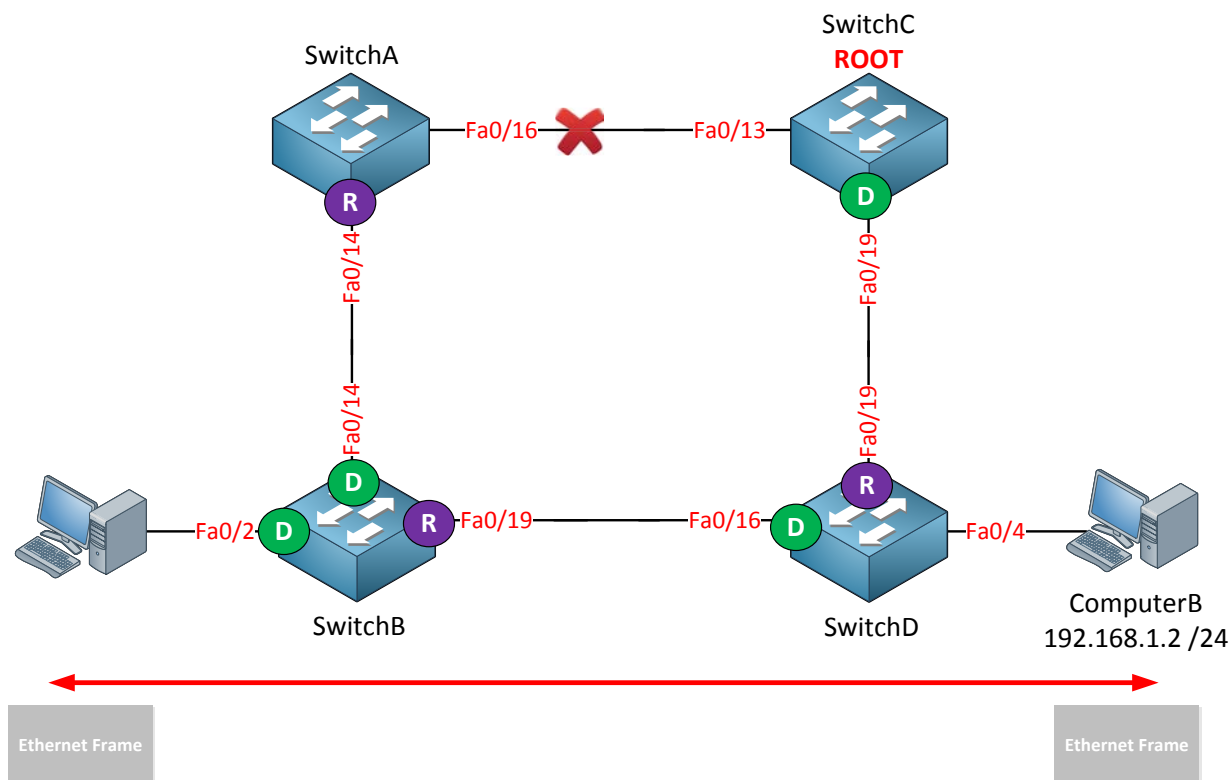 SwitchC
ROOT
SwitchA
Fa0/16
Fa0/13
R
D
Fa0/14
Fa0/19
Fa0/14
Fa0/19
D
R
Fa0/2
D
R
Fa0/19
Fa0/16
D
Fa0/4
SwitchB
SwitchD
ComputerB
192.168.1.2 /24
Ethernet Frame
Ethernet Frame